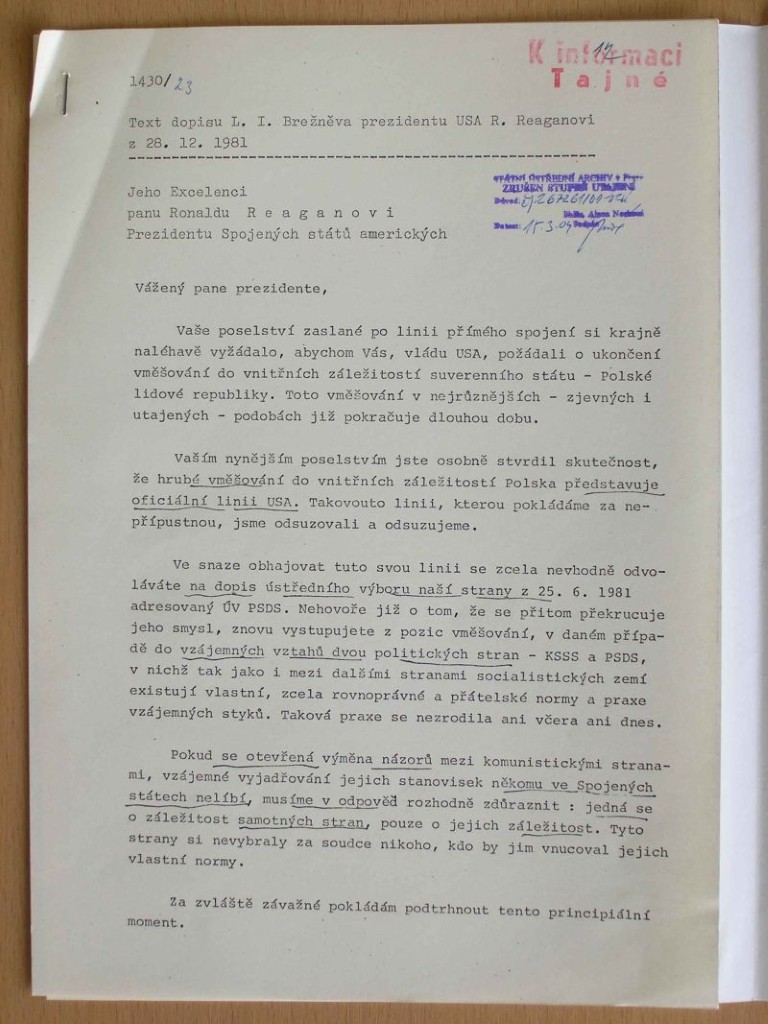 K informaci
17
Tajné
1430/23
Text dopisu L. I. Brežněva prezidentu USA R. Reaganovi
z 28. 12. 1981
STÁTNÍ ÚSTŘEDNÍ ARCHIV v Praze
ZRUŠEN STUPEŇ UTAJENÍ
Důvod:
Datum: 15.3.04
Jeho Excelenci
panu Ronaldu R e a g a n o v i
Prezidentu Spojených států amerických
Vážený pane prezidente,
Vaše poselství zaslané po linii přímého spojení si krajně
naléhavě vyžádalo, abychom Vás, vládu USA, požádali o ukončení
vměšování do vnitřních záležitostí suverenního státu - Polské
lidové republiky. Toto vměšování v nejrůznějších - zjevných i
utajených - podobách již pokračuje dlouhou dobu.
Vaším nynějším poselstvím jste osobně stvrdil skutečnost,
že hrubé vměšování do vnitřních záležitostí Polska představuje
oficiální linii USA. Takovouto linii, kterou pokládáme za ne-
přípustnou, jsme odsuzovali a odsuzujeme.
Ve snaze obhajovat tuto svou linii se zcela nevhodně odvo-
láváte na dopis ústředního výboru naší strany z 25. 6. 1981
adresovaný ÚV PSDS. Nehovoře již o tom, že se přitom překrucuje
jeho smysl, znovu vystupujete z pozic vměšování, v daném přípa-
dě do vzájemných vztahů dvou politických stran - KSSS a PSDS,
v nichž tak jako i mezi dalšími stranami socialistických zemí
existují vlastní, zcela rovnoprávné a přátelské normy a praxe
vzájemných styků. Taková praxe se nezrodila ani včera ani dnes.
Pokud se otevřená výměna názorů mezi komunistickými strana-
mi, vzájemné vyjadřování jejich stanovisek někomu ve Spojených
státech nelíbí, musíme v odpověď rozhodně zdůraznit : jedná se
o záležitost samotných stran, pouze o jejich záležitost. Tyto
strany si nevybraly za soudce nikoho, kdo by jim vnucoval jejich
vlastní normy.
Za zvláště závažné pokládám podtrhnout tento principiální
moment.